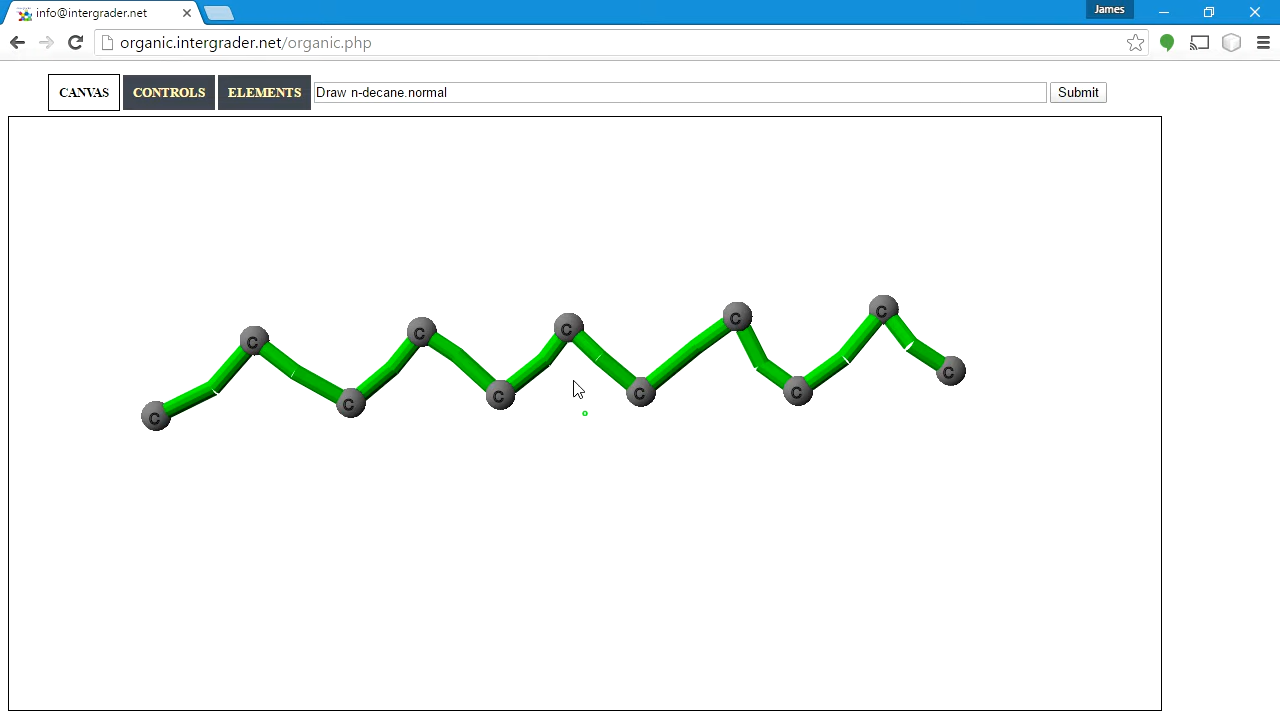 info@intergrader.net
James
organic.intergrader.net/organic.php
CANVAS CONTROLS ELEMENTS Draw n-decane.normal Submit
C C C C C
C C C C C